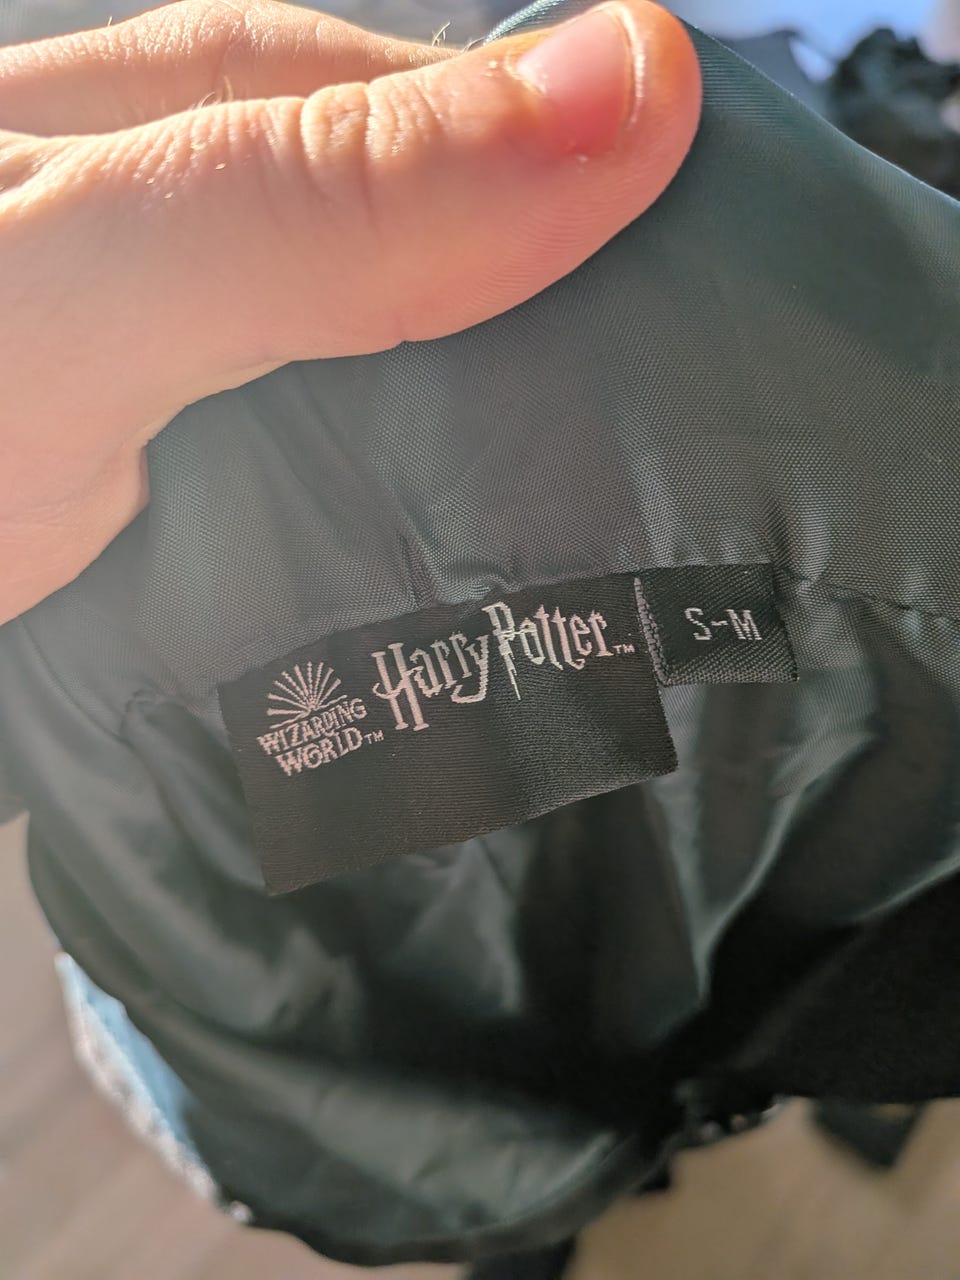 WIZARDING
WORLD™
Harry Potter™
S-M